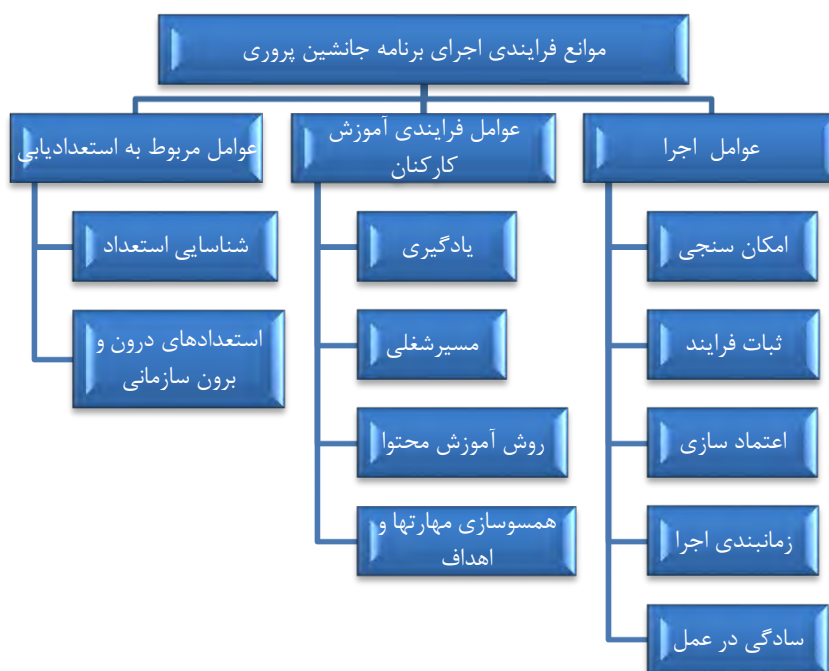 موانع فرایندی اجرای برنامه جانشین پروری
عوامل اجرا
امکان سنجی
ثبات فرایند
اعتماد سازی
زمانبندی اجرا
سادگی در عمل
عوامل فرایندی آموزش
کارکنان
یادگیری
مسیرشغلی
روش آموزش محتوا
همسوسازی مهارتها و
اهداف
عوامل مربوط به استعدادیابی
شناسایی استعداد
استعدادهای درون و
برون سازمانی